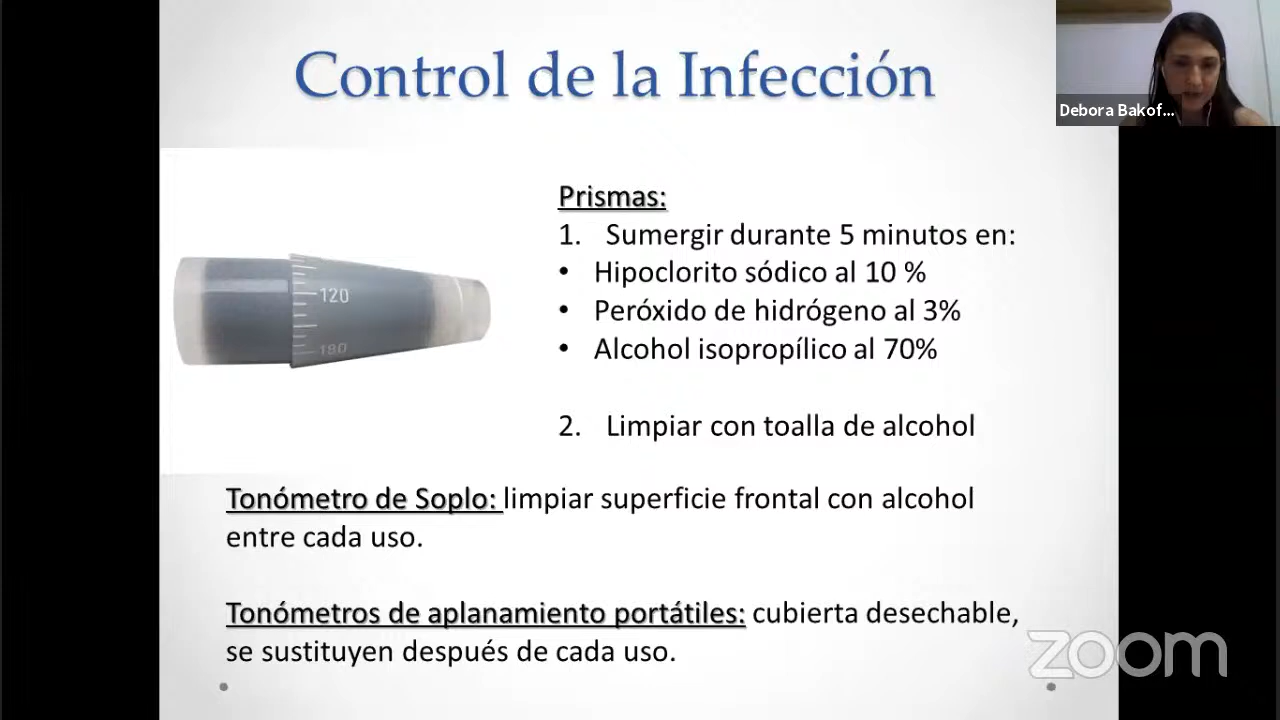 Control de la Infección
Debora Bakof...
Prismas:
1. Sumergir durante 5 minutos en:
• Hipoclorito sódico al 10 %
• Peróxido de hidrógeno al 3%
• Alcohol isopropílico al 70%
120
180
2. Limpiar con toalla de alcohol
Tonómetro de Soplo: limpiar superficie frontal con alcohol
entre cada uso.
Tonómetros de aplanamiento portátiles: cubierta desechable,
se sustituyen después de cada uso.
zoom